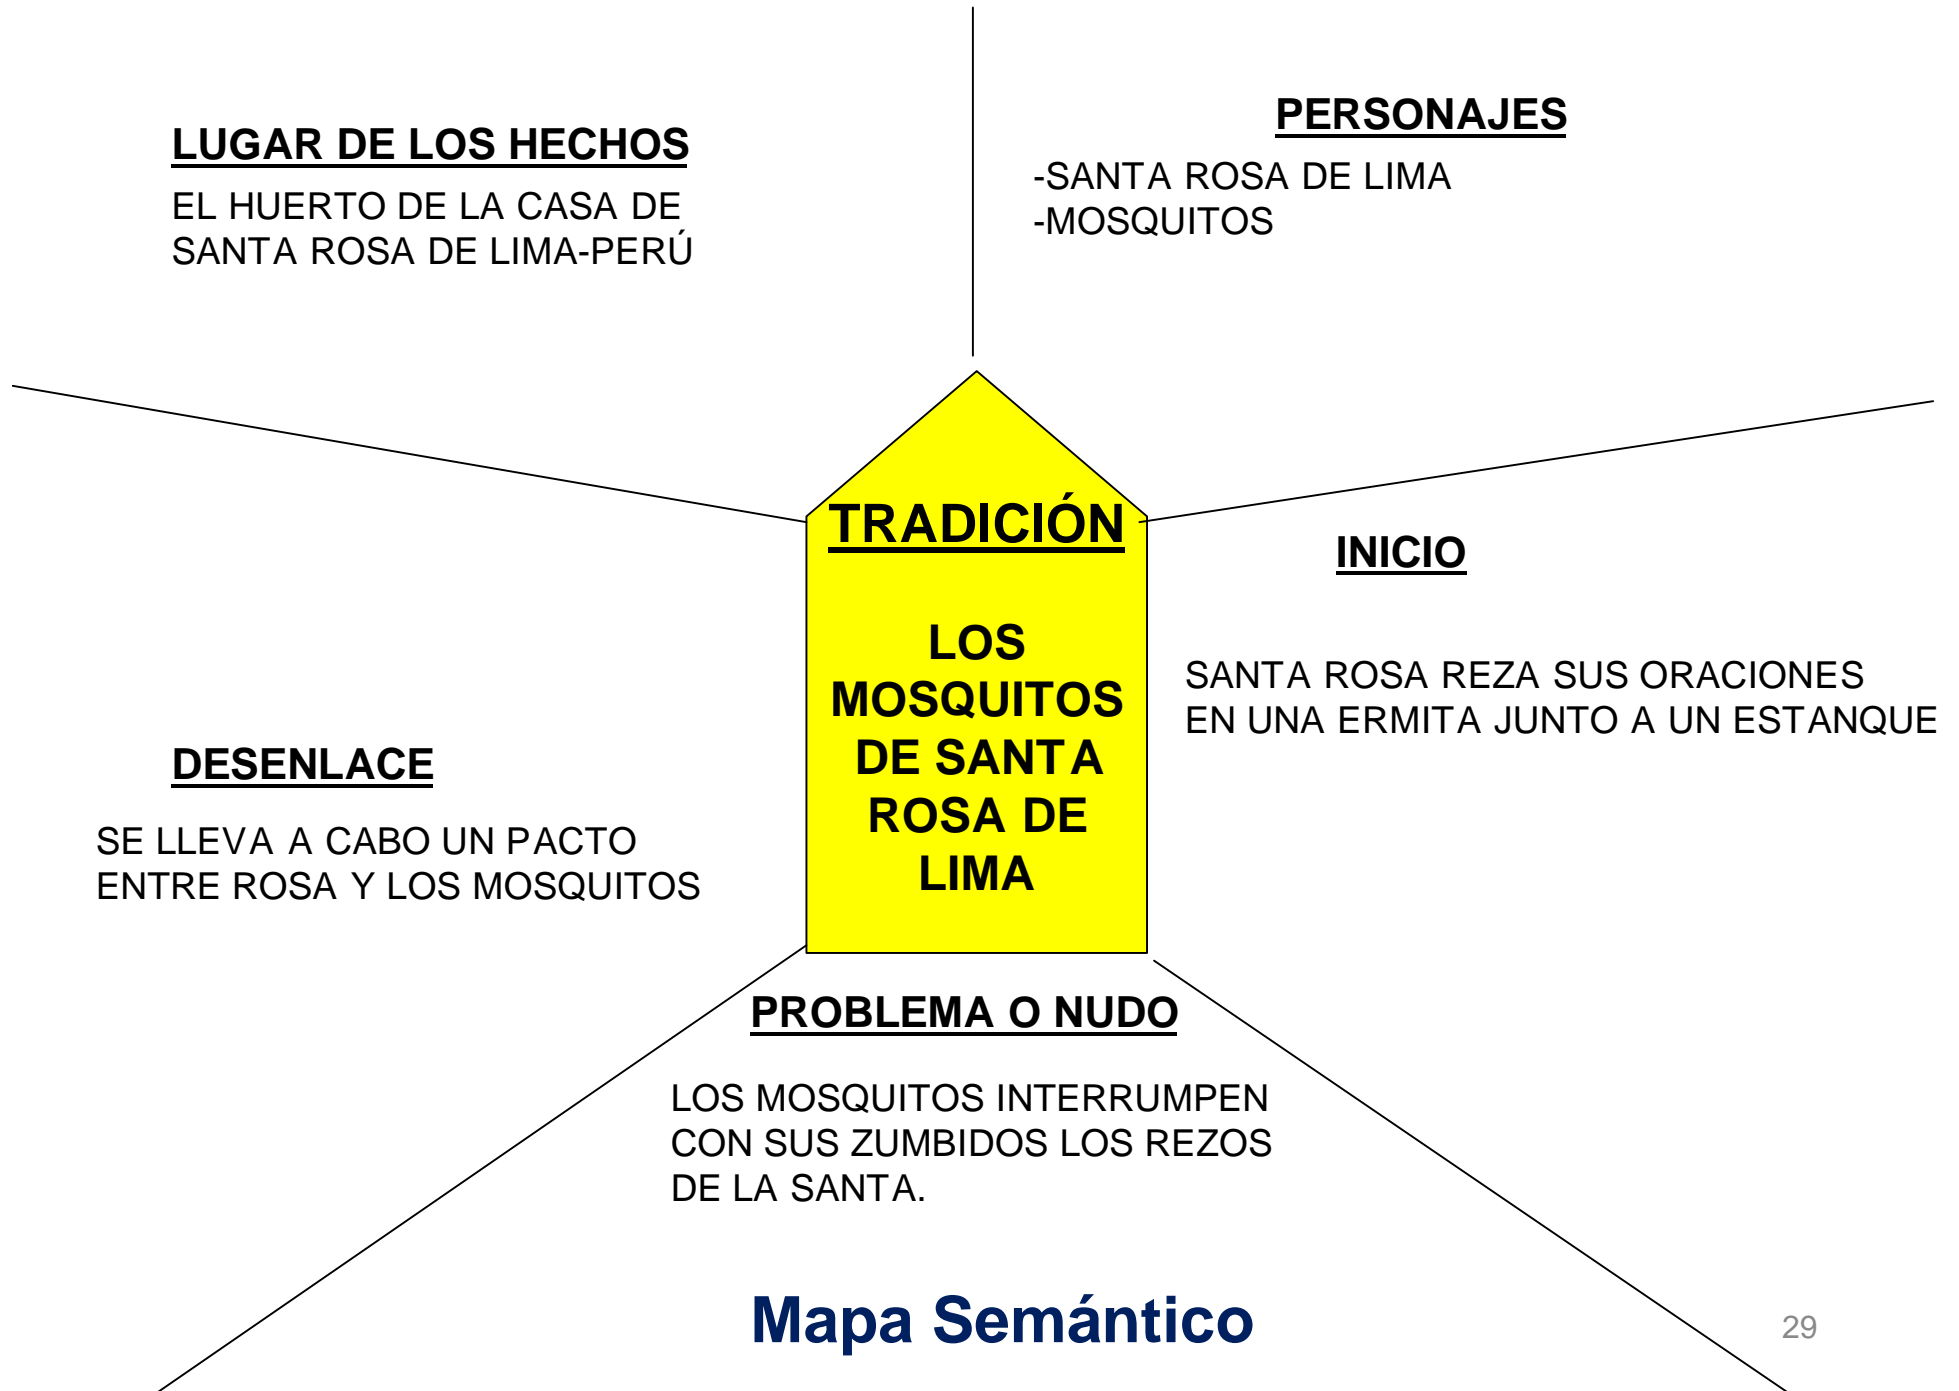 LUGAR DE LOS HECHOS
EL HUERTO DE LA CASA DE
SANTA ROSA DE LIMA-PERÚ
PERSONAJES
-SANTA ROSA DE LIMA
-MOSQUITOS
TRADICIÓN
LOS
MOSQUITOS
DE SANTA
ROSA DE
LIMA
INICIO
SANTA ROSA REZA SUS ORACIONES
EN UNA ERMITA JUNTO A UN ESTANQUE
DESENLACE
SE LLEVA A CABO UN PACTO
ENTRE ROSA Y LOS MOSQUITOS
PROBLEMA O NUDO
LOS MOSQUITOS INTERRUMPEN
CON SUS ZUMBIDOS LOS REZOS
DE LA SANTA.
Mapa Semántico
29